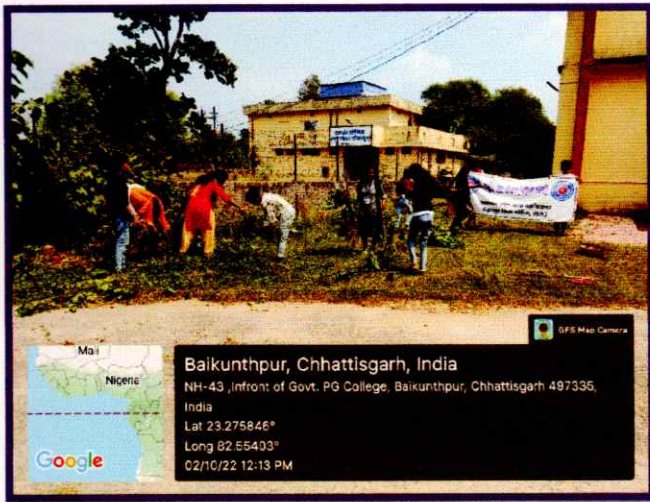 GPS Map Camera
Mali
Nigeria
Google
Baikunthpur, Chhattisgarh, India
NH-43 ,Infront of Govt. PG College, Baikunthpur, Chhattisgarh 497335,
India
Lat 23.275846°
Long 82.55403°
02/10/22 12:13 PM